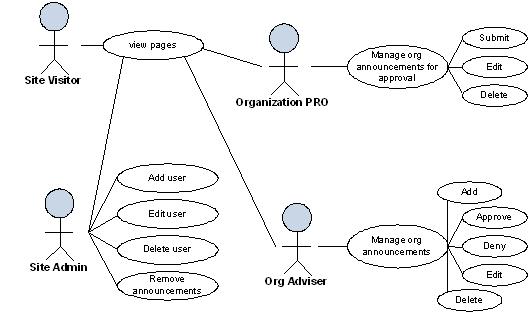 view pages
Site Visitor
Organization PRO
Manage org
announcements for
approval
Submit
Edit
Delete
Site Admin
Add user
Edit user
Delete user
Remove
announcements
Org Adviser
Manage org
announcements
Add
Approve
Deny
Edit
Delete